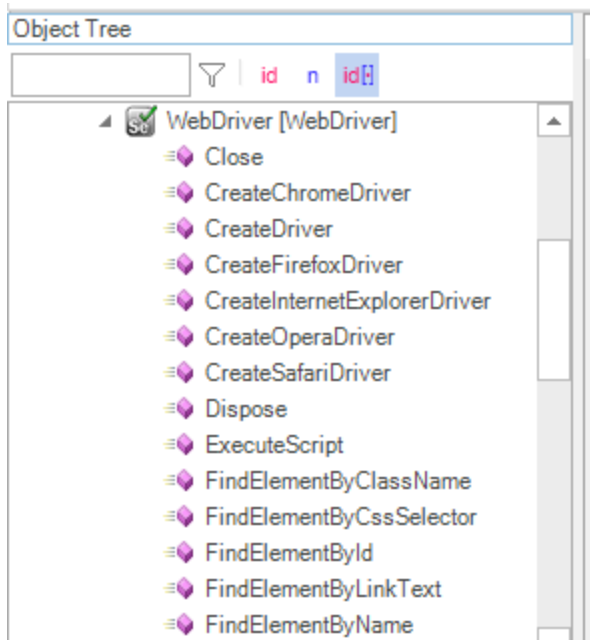 Object Tree
id n id[·]
Se WebDriver [WebDriver]
Close
CreateChromeDriver
CreateDriver
CreateFirefoxDriver
CreateInternetExplorerDriver
CreateOperaDriver
CreateSafariDriver
Dispose
ExecuteScript
FindElementByClassName
FindElementByCssSelector
FindElementById
FindElementByLinkText
FindElementByName